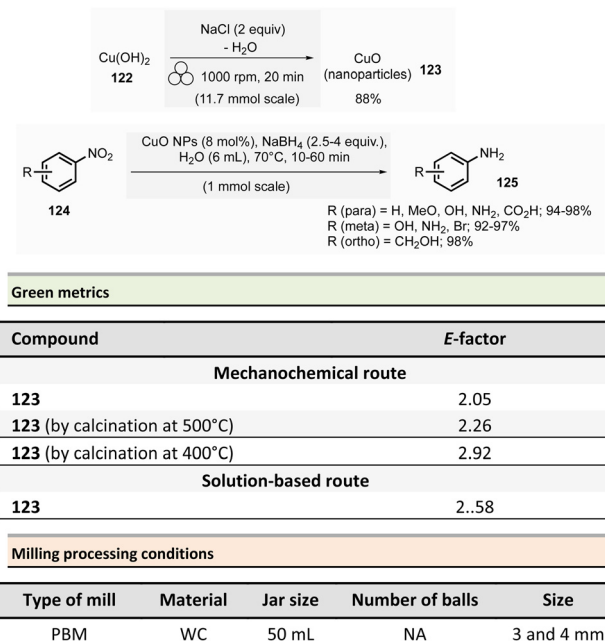 NaCl (2 equiv)
- H2O
Cu(OH)2
122
1000 rpm, 20 min
(11.7 mmol scale)
CuO
(nanoparticles) 123
88%
CuO NPs (8 mol%), NaBH4 (2.5-4 equiv.),
H2O (6 mL), 70°C, 10-60 min
(1 mmol scale)
R NO2
124
R NH2
125
R (para) = H, MeO, OH, NH2, CO2H; 94-98%
R (meta) = OH, NH2, Br; 92-97%
R (ortho) = CH2OH; 98%
Green metrics
Compound E-factor
Mechanochemical route
123 2.05
123 (by calcination at 500°C) 2.26
123 (by calcination at 400°C) 2.92
Solution-based route
123 2..58
Milling processing conditions
Type of mill Material Jar size Number of balls Size
PBM WC 50 mL NA 3 and 4 mm